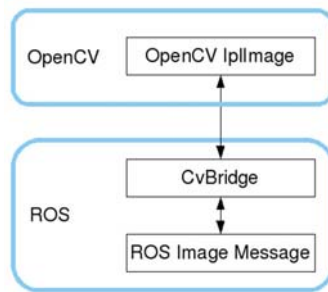 OpenCV
OpenCV IplImage
CvBridge
ROS
ROS Image Message